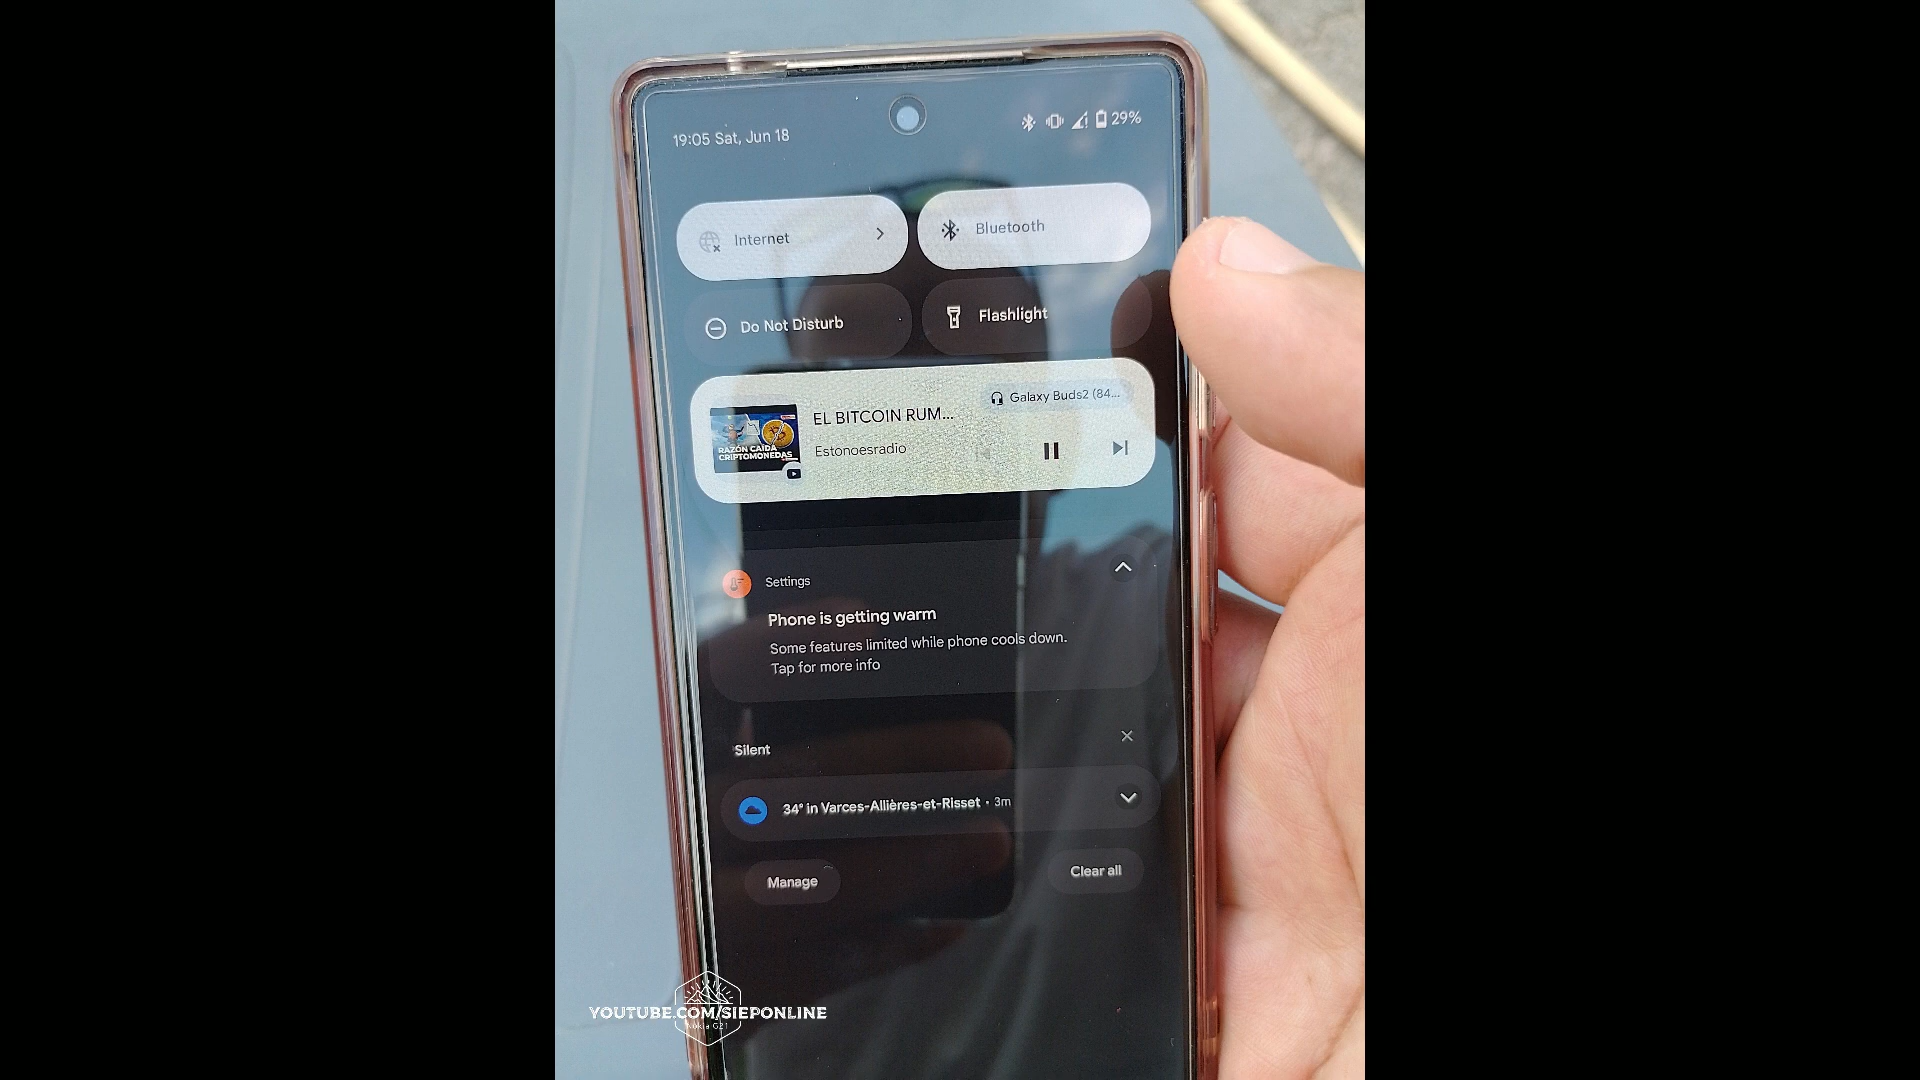 19:05 Sat, Jun 18
29%
Internet
Bluetooth
Do Not Disturb
Flashlight
Galaxy Buds2 (84...
EL BITCOIN RUM...
Estonoesradio
RAZÓN CAÍDA
CRIPTOMONEDAS
Settings
Phone is getting warm
Some features limited while phone cools down.
Tap for more info
Silent
34° in Varces-Allières-et-Risset • 3m
Manage
Clear all
YOUTUBE.COM/SIEPONLINE
Nokia G21